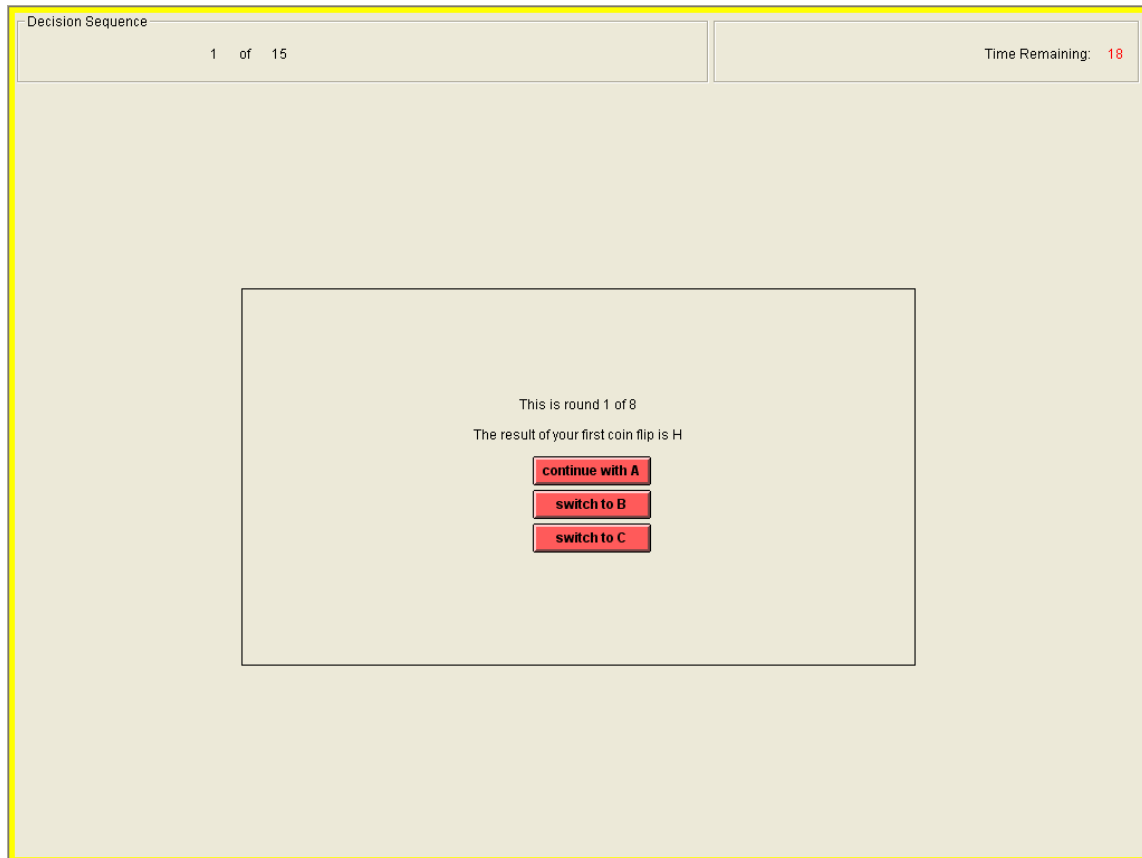 Decision Sequence
1 of 15
Time Remaining: 18
This is round 1 of 8
The result of your first coin flip is H
continue with A
switch to B
switch to C